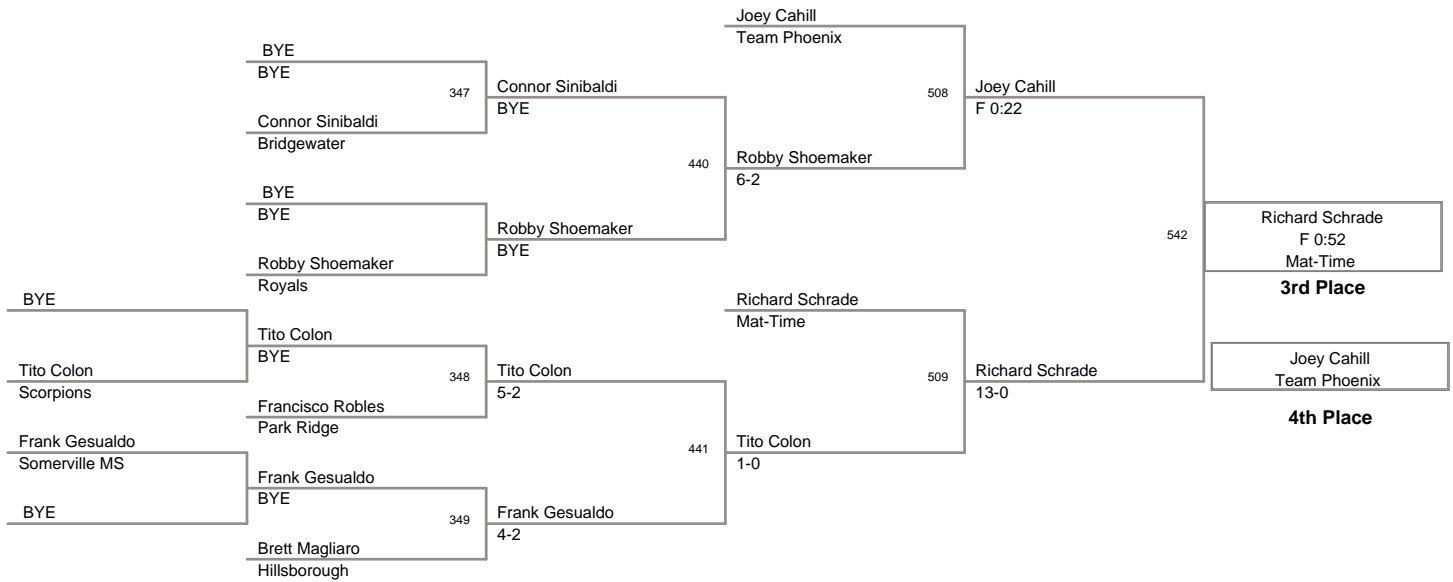 Joey Cahill
Team Phoenix
BYE
BYE
347
Connor Sinibaldi
BYE
508
Joey Cahill
F 0:22
Connor Sinibaldi
Bridgewater
440
Robby Shoemaker
6-2
BYE
BYE
Robby Shoemaker
BYE
542
Richard Schrade
F 0:52
Mat-Time
3rd Place
Robby Shoemaker
Royals
BYE
Richard Schrade
Mat-Time
Tito Colon
BYE
Tito Colon
Scorpions
348
Tito Colon
5-2
509
Richard Schrade
13-0
Joey Cahill
Team Phoenix
4th Place
Francisco Robles
Park Ridge
Frank Gesualdo
Somerville MS
441
Tito Colon
1-0
Frank Gesualdo
BYE
BYE
349
Frank Gesualdo
4-2
Brett Magliaro
Hillsborough